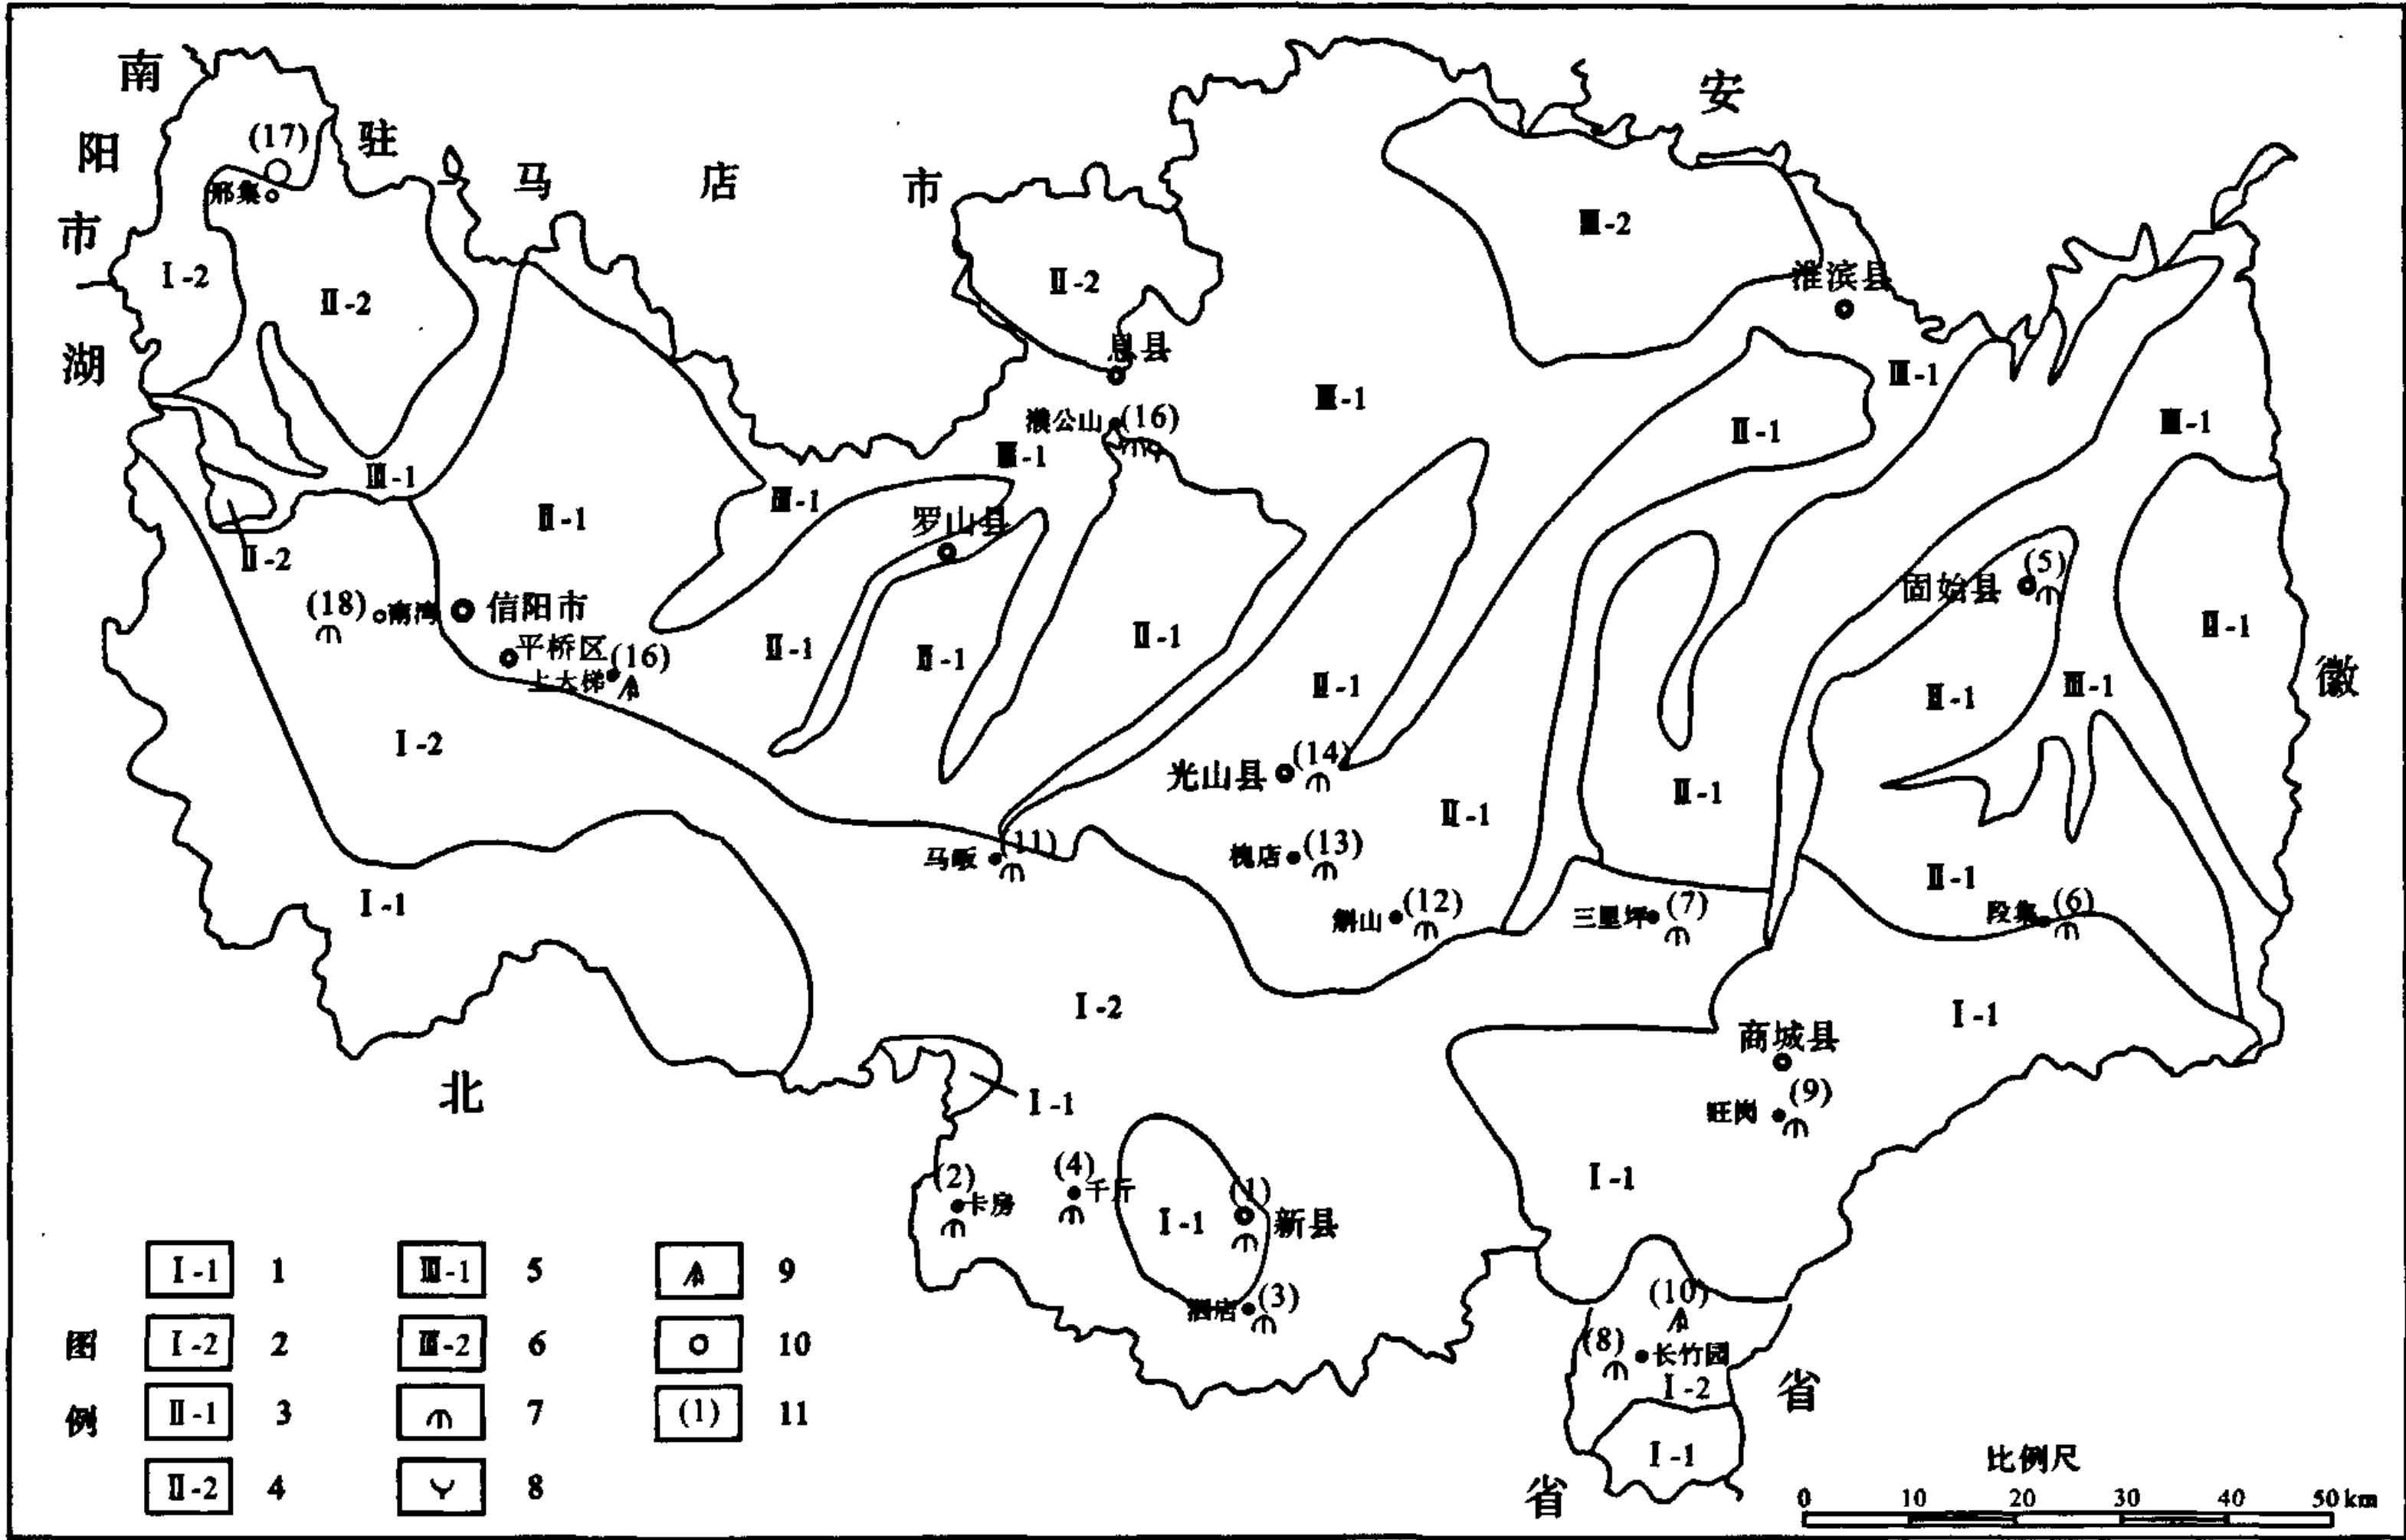 南
阳
市
湖
驻
马
店
市
安
徽
省
北
省
(17)
邢集
I-2
II-2
III-2
II-2
淮滨县
息县
III-1
III-1
濮公山
(16)
III-1
II-1
III-1
III-1
II-1
III-1
罗山县
II-2
(5)
固始县
(18)
南湾
信阳市
II-1
平桥区
(16)
上大梯
II-1
II-1
II-1
II-1
II-1
III-1
I-2
(14)
光山县
II-1
II-1
马畈
(11)
槐店
(13)
II-1
I-1
斛山
(12)
三里坪
(7)
段集
(6)
I-2
I-1
商城县
I-1
旺岗
(9)
(2)
卡房
(4)
千斤
(1)
I-1
新县
I-1
(3)
(10)
(8)
长竹园
I-2
I-1
图
例
I-1 1
I-2 2
II-1 3
II-2 4
III-1 5
III-2 6
7
8
9
10
(1) 11
比例尺
0 10 20 30 40 50 km